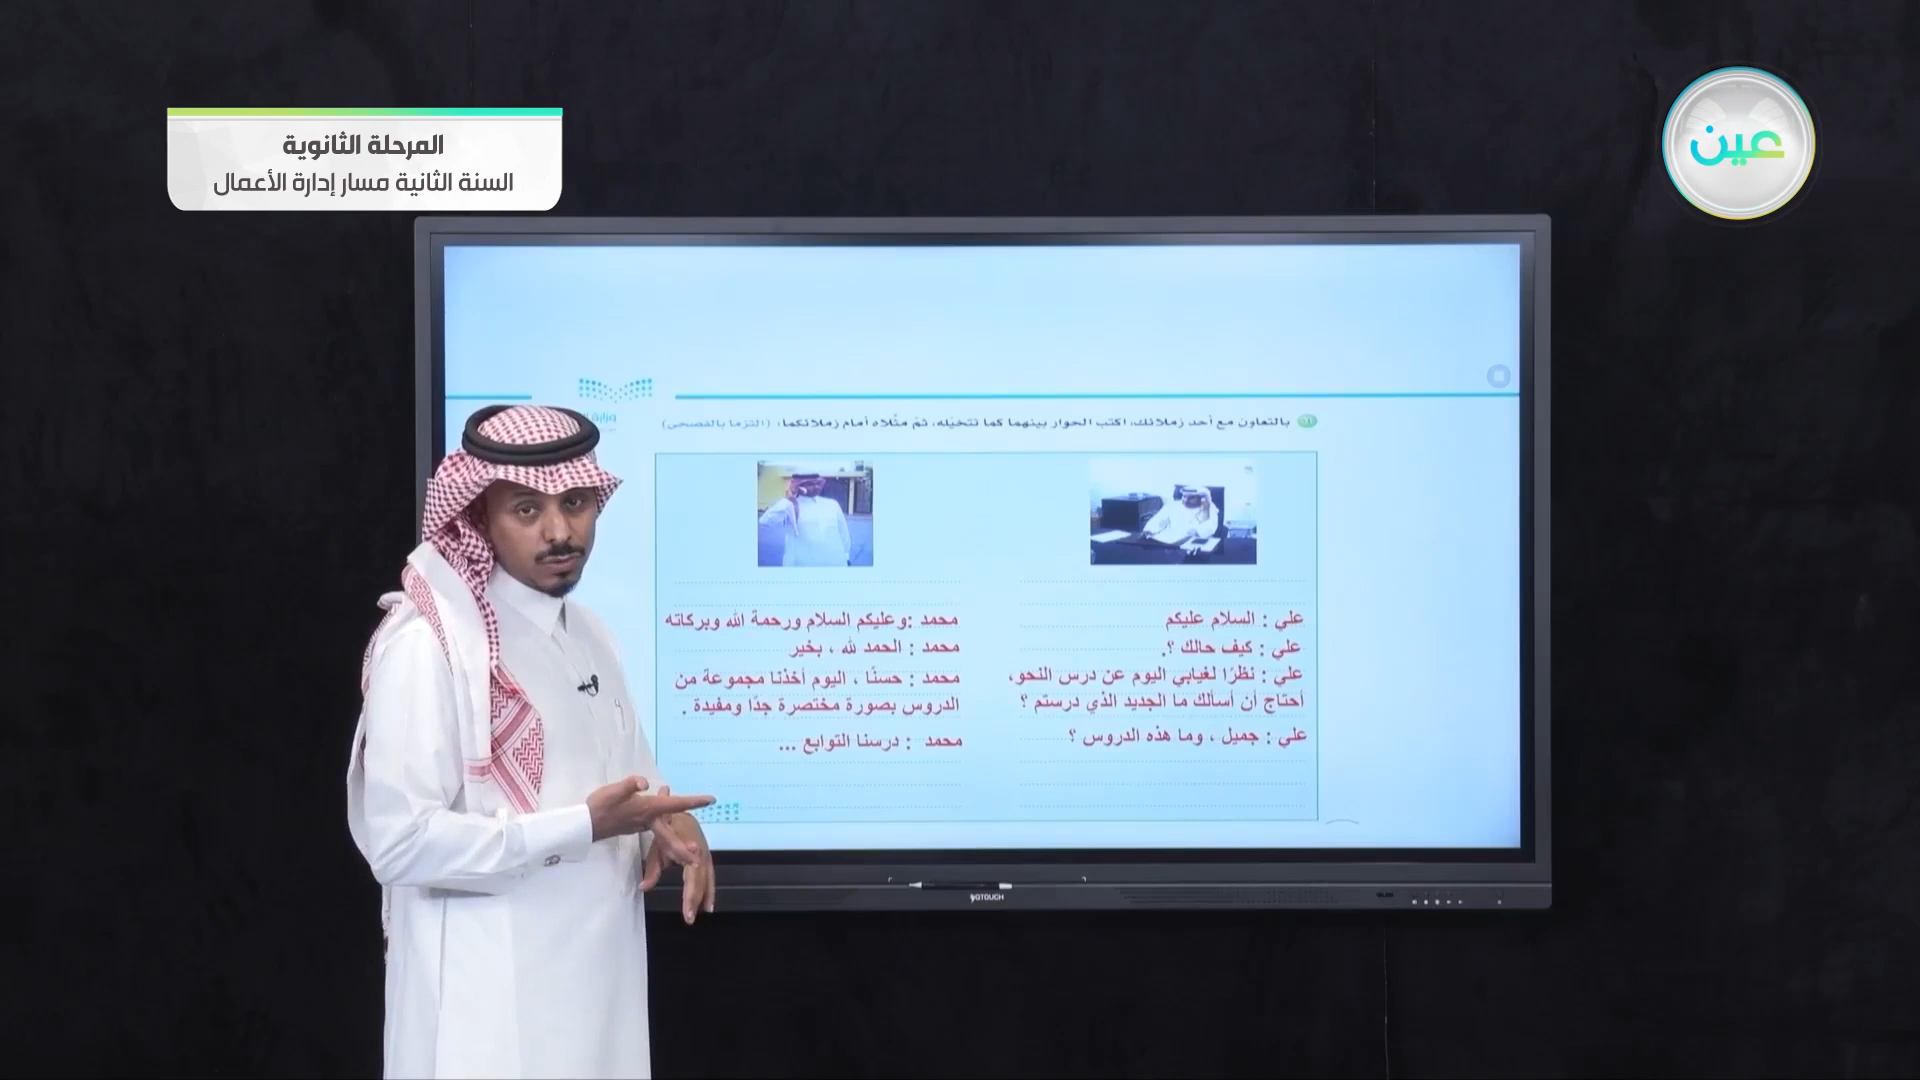 المرحلة الثانوية
السنة الثانية مسار إدارة الأعمال
عين
بالتعاون مع أحد زملائك، اكتب الحوار بينهما كما تتخيله، ثم مثّلاه أمام زملائكما: (التزما بالفصحى)
علي : السلام عليكم
محمد :وعليكم السلام ورحمة الله وبركاته
علي : كيف حالك ؟.
محمد : الحمد لله ، بخير
علي : نظرًا لغيابي اليوم عن درس النحو،
أحتاج أن أسألك ما الجديد الذي درستم ؟
محمد : حسنًا ، اليوم أخذنا مجموعة من
الدروس بصورة مختصرة جدًا ومفيدة .
علي : جميل ، وما هذه الدروس ؟
محمد : درسنا التوابع ...